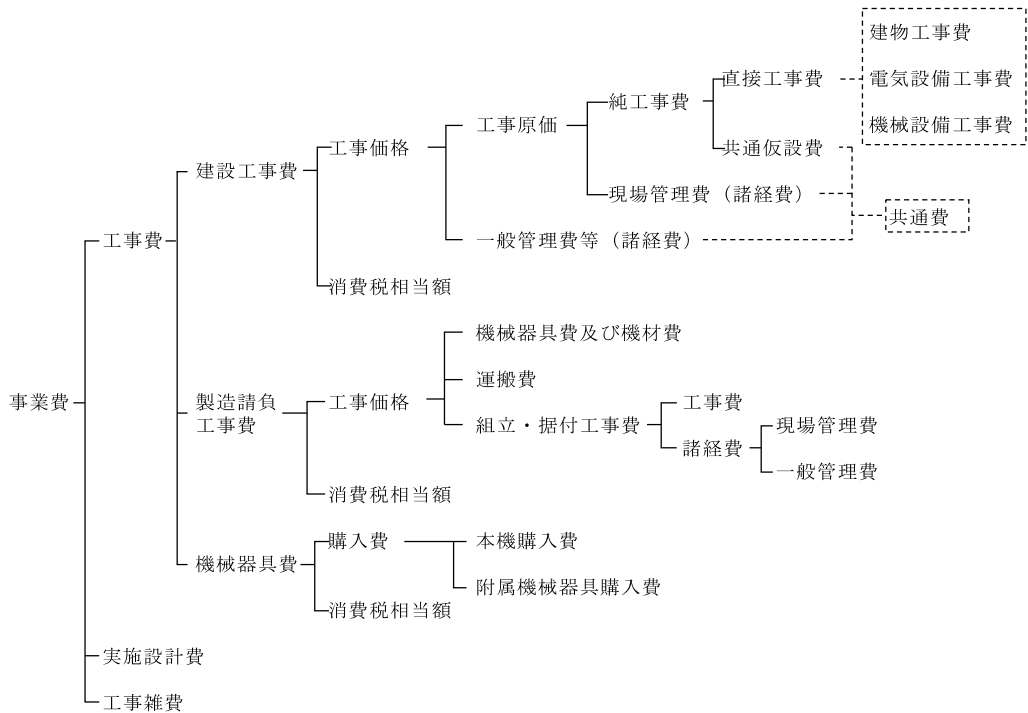 建物工事費
電気設備工事費
機械設備工事費
直接工事費
純工事費
共通仮設費
工事原価
工事価格
建設工事費
現場管理費（諸経費）
共通費
一般管理費等（諸経費）
工事費
消費税相当額
機械器具費及び機材費
運搬費
事業費
製造請負
工事費
工事価格
組立・据付工事費
工事費
諸経費
現場管理費
一般管理費
消費税相当額
機械器具費
購入費
本機購入費
附属機械器具購入費
消費税相当額
実施設計費
工事雑費